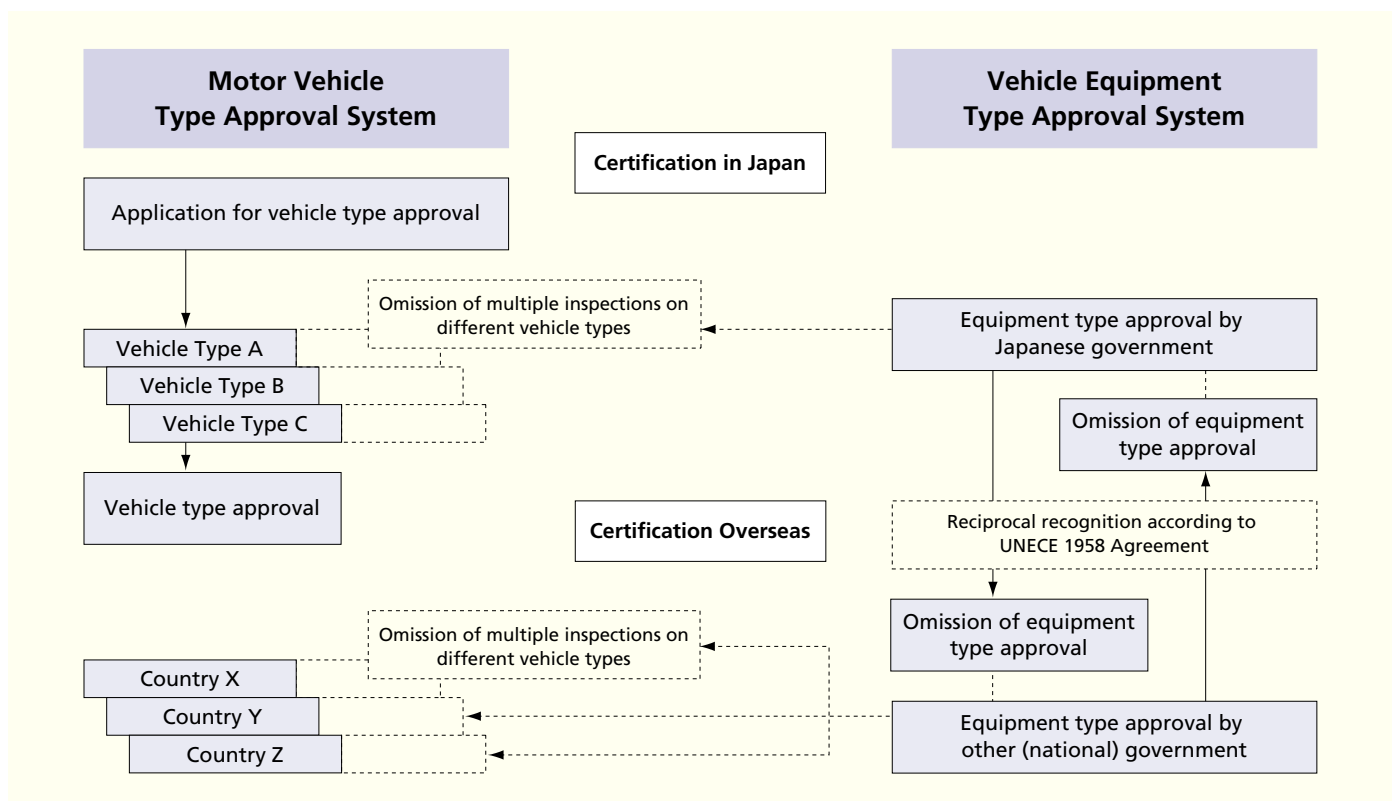 Motor Vehicle
Type Approval System
Vehicle Equipment
Type Approval System
Certification in Japan
Application for vehicle type approval
Omission of multiple inspections on
different vehicle types
Equipment type approval by
Japanese government
Vehicle Type A
Vehicle Type B
Vehicle Type C
Omission of equipment
type approval
Vehicle type approval
Certification Overseas
Reciprocal recognition according to
UNECE 1958 Agreement
Omission of equipment
type approval
Omission of multiple inspections on
different vehicle types
Country X
Country Y
Country Z
Equipment type approval by
other (national) government